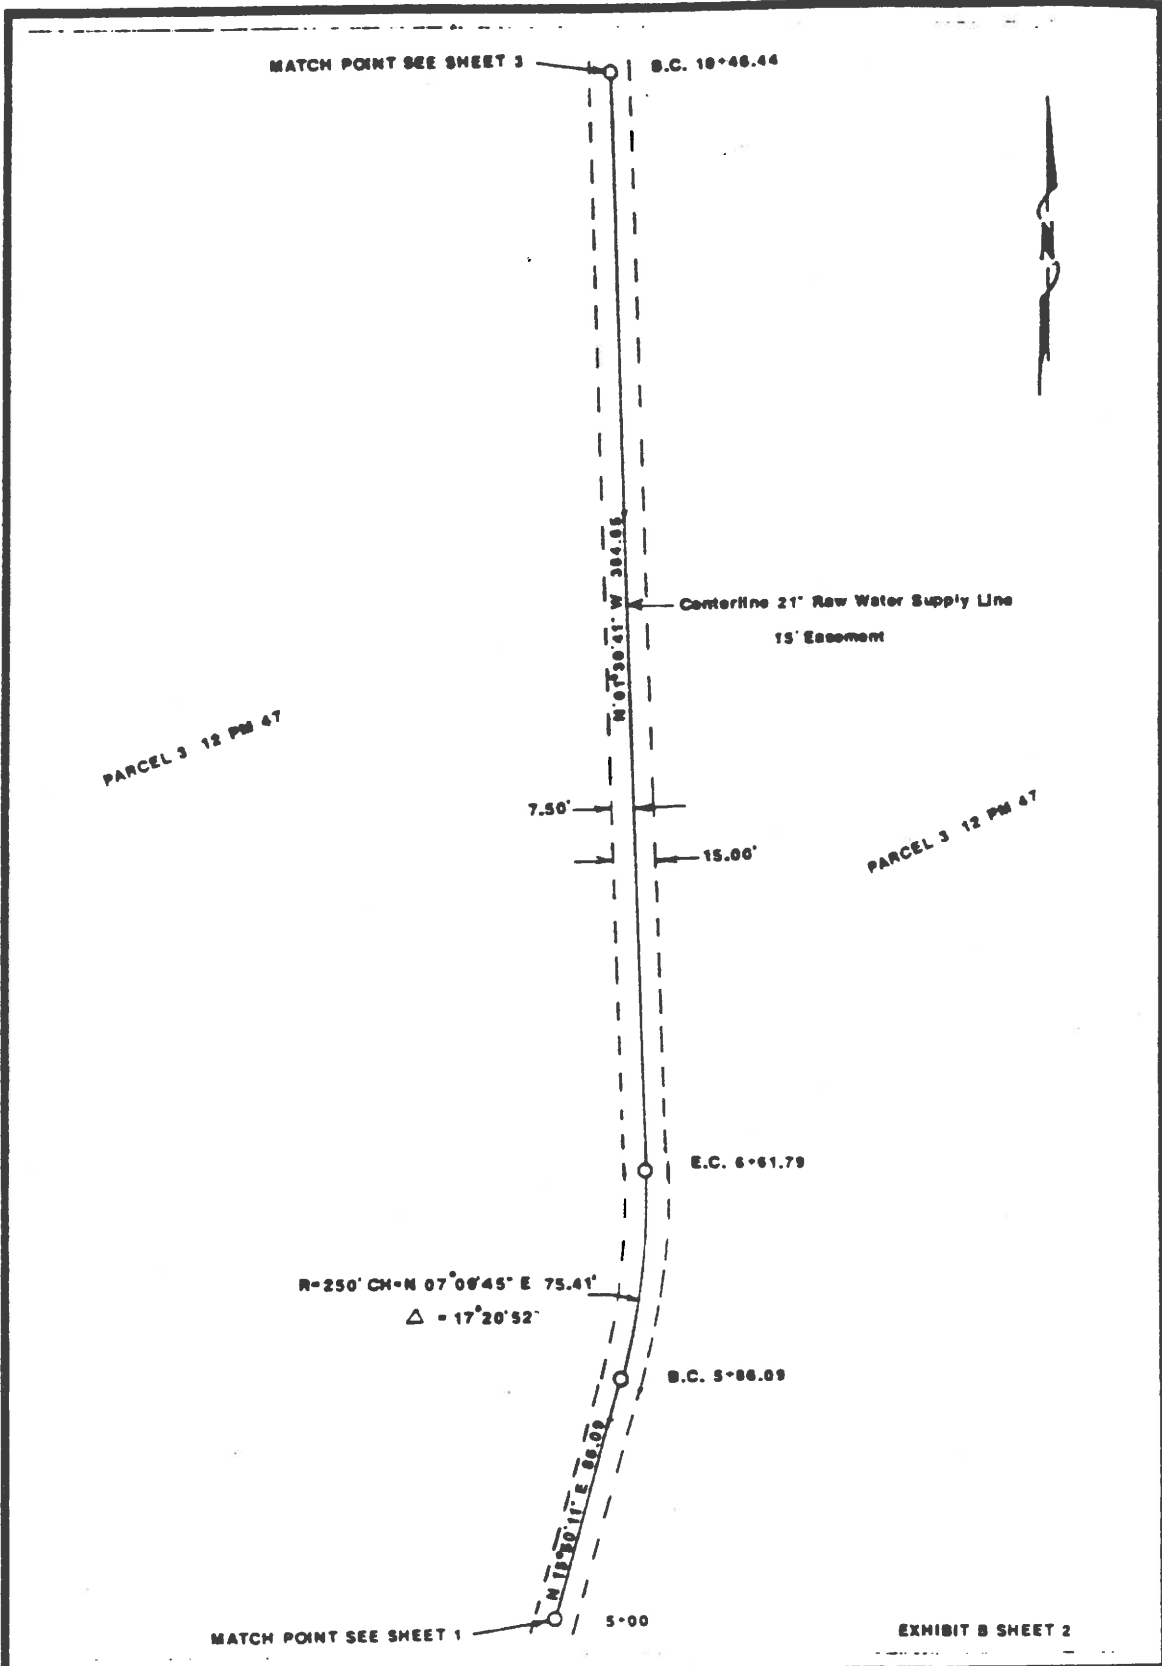 MATCH POINT SEE SHEET 3
B.C. 10+46.44
N
N 01°30'41" W 384.65
Centerline 21" Raw Water Supply Line
15' Easement
PARCEL 3 12 PM 47
7.50'
PARCEL 3 12 PM 47
15.00'
E.C. 6+61.79
R=250' CH=N 07°09'45" E 75.41'
△ = 17°20'52"
B.C. 5+86.09
N 15°50'11" E 86.09
5+00
MATCH POINT SEE SHEET 1
EXHIBIT B SHEET 2